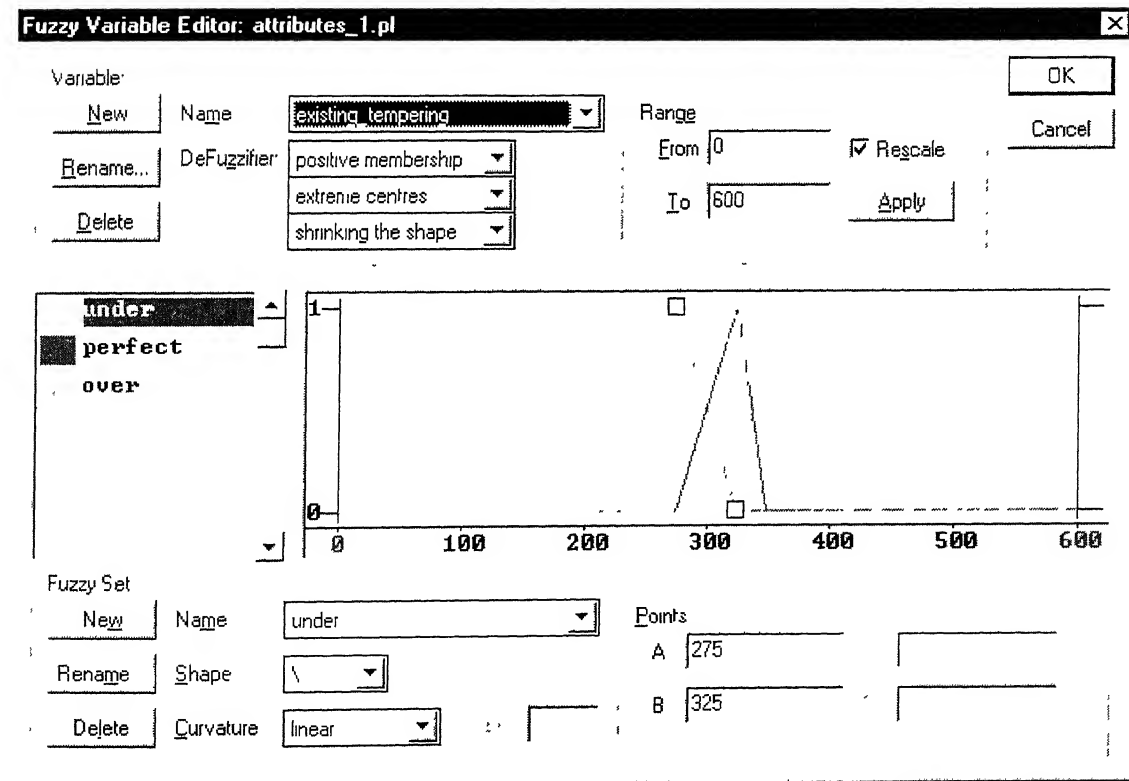 Fuzzy Variable Editor: attributes_1.pl
Variable
New Name existing_tempering
Rename... DeFuzzifier positive membership
extreme centres
Delete shrinking the shape
Range
From 0 Rescale
To 600 Apply
OK
Cancel
under
perfect
over
1
0
0 100 200 300 400 500 600
Fuzzy Set
New Name under
Rename Shape \
Delete Curvature linear
Points
A 275
B 325